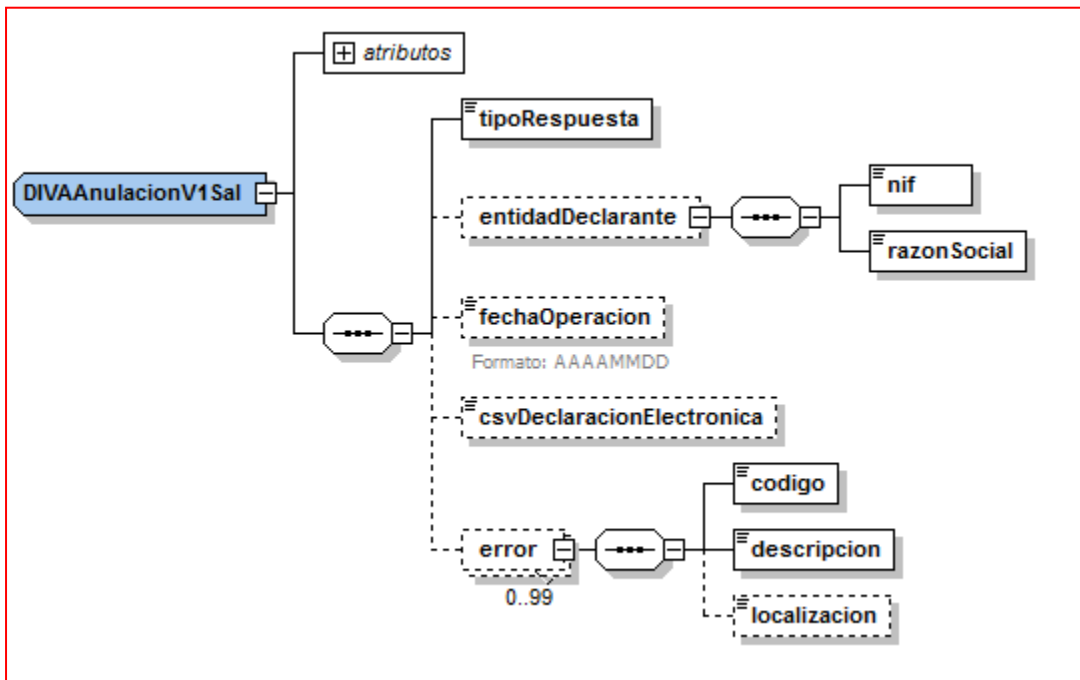 atributos
tipoRespuesta
DIVAAnulacionV1Sal
nif
entidadDeclarante
razonSocial
fechaOperacion
Formato: AAAAMMDD
csvDeclaracionElectronica
codigo
error
descripcion
0..99
localizacion